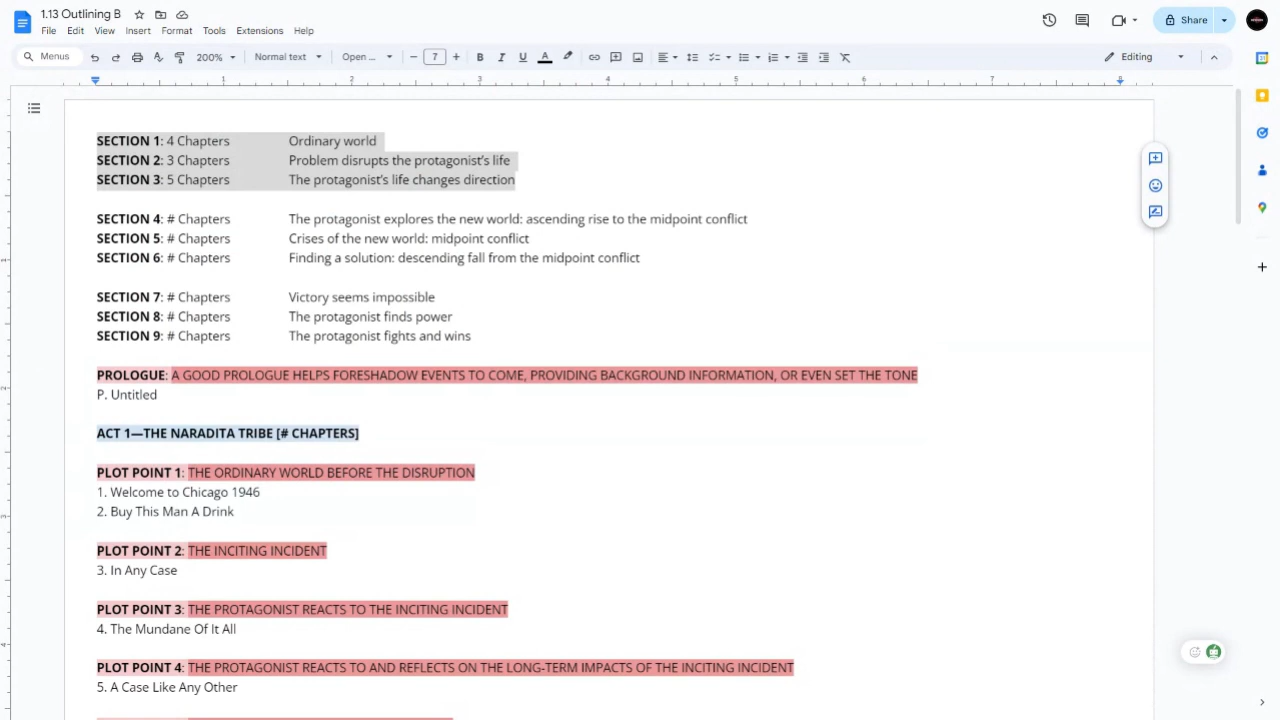 1.13 Outlining B
File Edit View Insert Format Tools Extensions Help
Share
Menus 200% Normal text Open ... 7 B I U A Editing
1 2 3 4 5 6 7 8
SECTION 1: 4 Chapters Ordinary world
SECTION 2: 3 Chapters Problem disrupts the protagonist's life
SECTION 3: 5 Chapters The protagonist's life changes direction
SECTION 4: # Chapters The protagonist explores the new world: ascending rise to the midpoint conflict
SECTION 5: # Chapters Crises of the new world: midpoint conflict
SECTION 6: # Chapters Finding a solution: descending fall from the midpoint conflict
SECTION 7: # Chapters Victory seems impossible
SECTION 8: # Chapters The protagonist finds power
SECTION 9: # Chapters The protagonist fights and wins
PROLOGUE: A GOOD PROLOGUE HELPS FORESHADOW EVENTS TO COME, PROVIDING BACKGROUND INFORMATION, OR EVEN SET THE TONE
P. Untitled
ACT 1—THE NARADITA TRIBE [# CHAPTERS]
PLOT POINT 1: THE ORDINARY WORLD BEFORE THE DISRUPTION
1. Welcome to Chicago 1946
2. Buy This Man A Drink
PLOT POINT 2: THE INCITING INCIDENT
3. In Any Case
PLOT POINT 3: THE PROTAGONIST REACTS TO THE INCITING INCIDENT
4. The Mundane Of It All
PLOT POINT 4: THE PROTAGONIST REACTS TO AND REFLECTS ON THE LONG-TERM IMPACTS OF THE INCITING INCIDENT
5. A Case Like Any Other